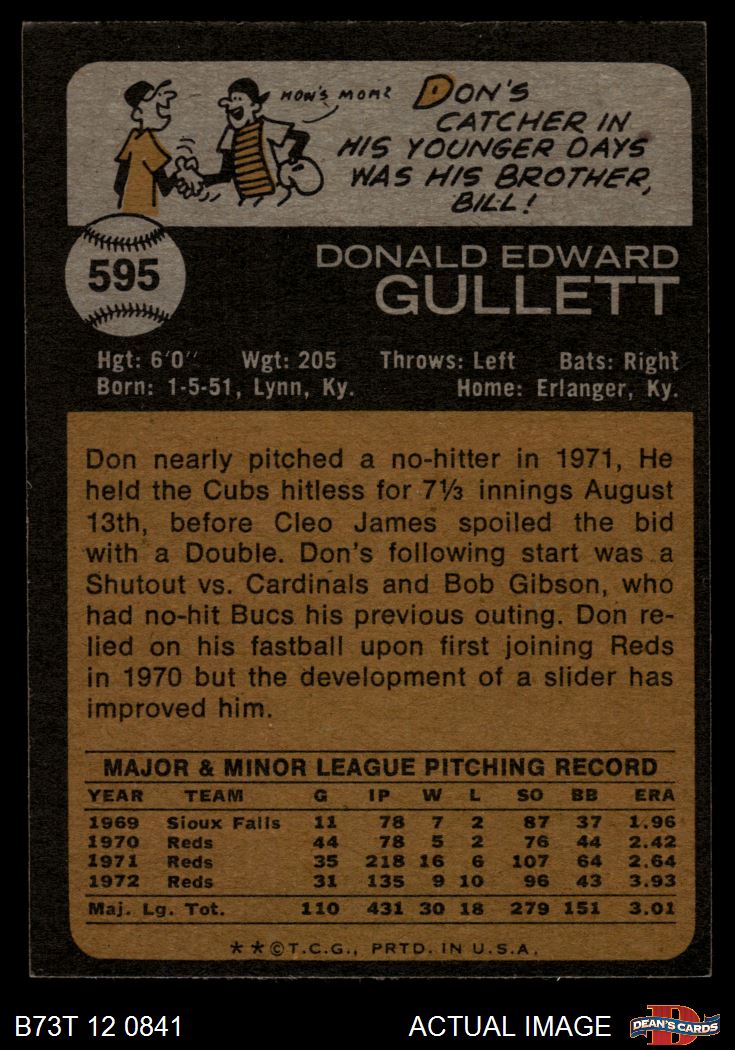 HOW'S MOM?
DON'S
CATCHER IN
HIS YOUNGER DAYS
WAS HIS BROTHER,
BILL!
595
DONALD EDWARD
GULLETT
Hgt: 6'0" Wgt: 205 Throws: Left Bats: Right
Born: 1-5-51, Lynn, Ky. Home: Erlanger, Ky.
Don nearly pitched a no-hitter in 1971, He
held the Cubs hitless for 7⅓ innings August
13th, before Cleo James spoiled the bid
with a Double. Don's following start was a
Shutout vs. Cardinals and Bob Gibson, who
had no-hit Bucs his previous outing. Don re-
lied on his fastball upon first joining Reds
in 1970 but the development of a slider has
improved him.
MAJOR & MINOR LEAGUE PITCHING RECORD
YEAR TEAM G IP W L SO BB ERA
1969 Sioux Falls 11 78 7 2 87 37 1.96
1970 Reds 44 78 5 2 76 44 2.42
1971 Reds 35 218 16 6 107 64 2.64
1972 Reds 31 135 9 10 96 43 3.93
Maj. Lg. Tot. 110 431 30 18 279 151 3.01
**©T.C.G., PRTD. IN U.S.A.
B73T 12 0841 ACTUAL IMAGE
D
DEAN'S CARDS